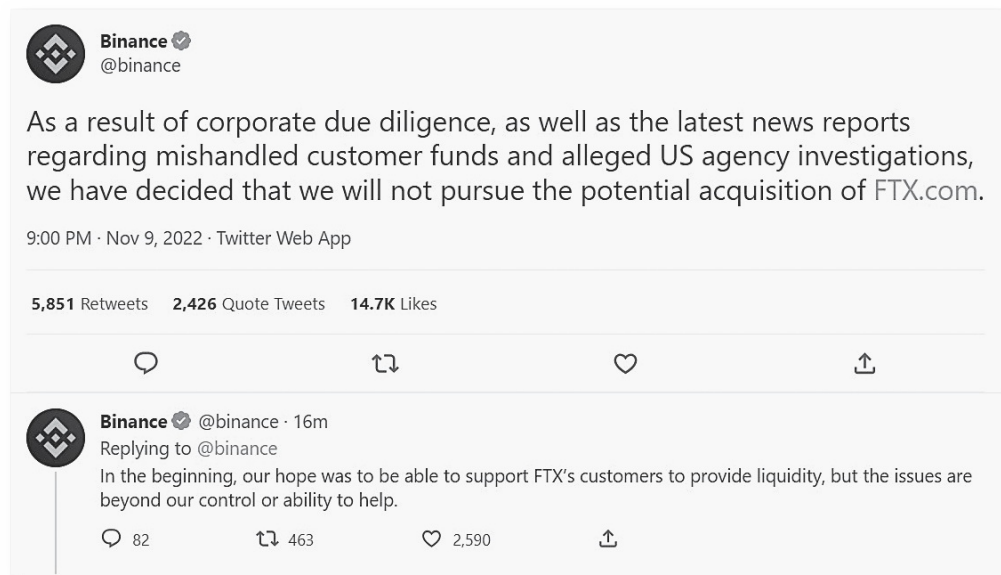 Binance
@binance
As a result of corporate due diligence, as well as the latest news reports
regarding mishandled customer funds and alleged US agency investigations,
we have decided that we will not pursue the potential acquisition of FTX.com.
9:00 PM · Nov 9, 2022 · Twitter Web App
5,851 Retweets 2,426 Quote Tweets 14.7K Likes
Binance @binance · 16m
Replying to @binance
In the beginning, our hope was to be able to support FTX's customers to provide liquidity, but the issues are
beyond our control or ability to help.
82 463 2,590